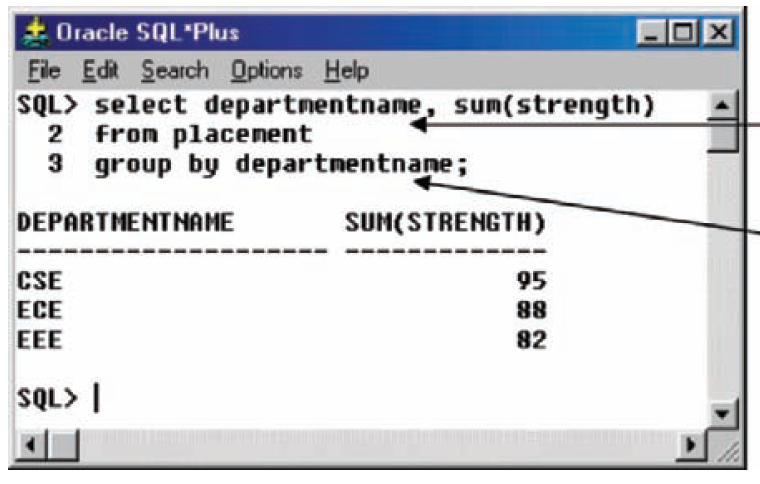 Oracle SQL*Plus
File Edit Search Options Help
SQL> select departmentname, sum(strength)
2 from placement
3 group by departmentname;
DEPARTMENTNAME SUM(STRENGTH)
--------------------- -------------
CSE 95
ECE 88
EEE 82
SQL>